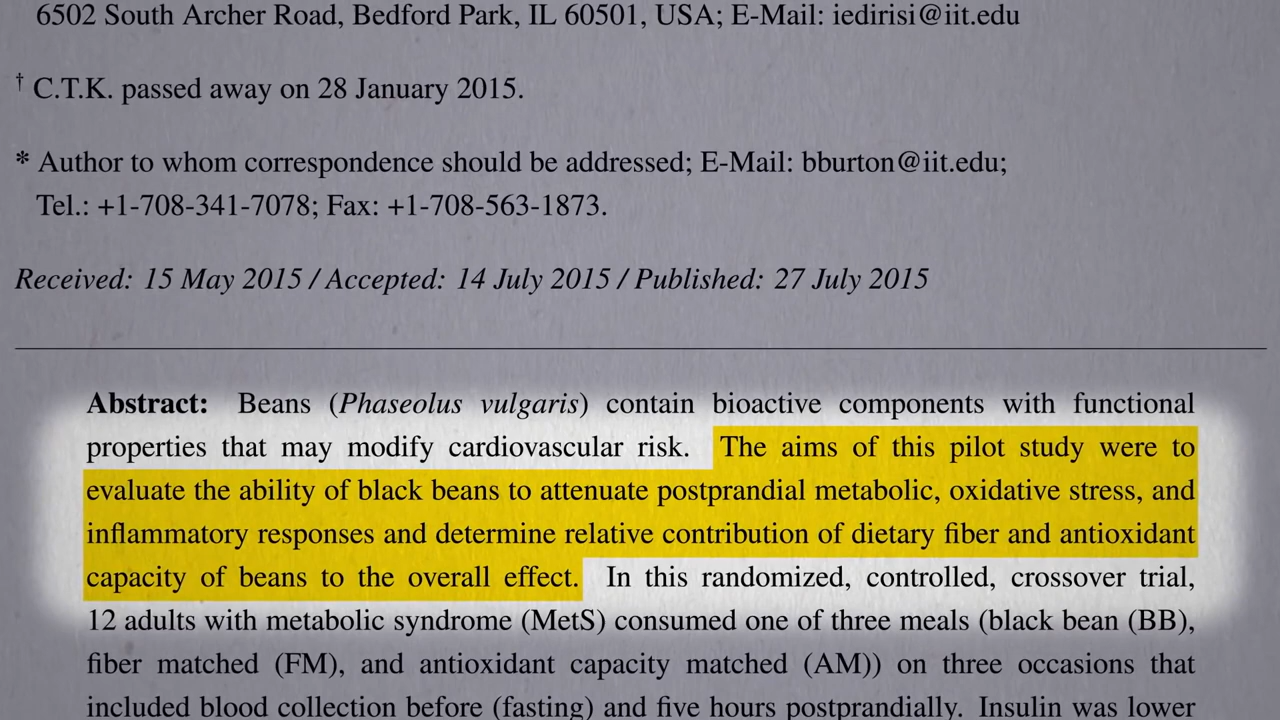 6502 South Archer Road, Bedford Park, IL 60501, USA; E-Mail: iedirisi@iit.edu
† C.T.K. passed away on 28 January 2015.
* Author to whom correspondence should be addressed; E-Mail: bburton@iit.edu;
Tel.: +1-708-341-7078; Fax: +1-708-563-1873.
Received: 15 May 2015 / Accepted: 14 July 2015 / Published: 27 July 2015
Abstract: Beans (Phaseolus vulgaris) contain bioactive components with functional
properties that may modify cardiovascular risk. The aims of this pilot study were to
evaluate the ability of black beans to attenuate postprandial metabolic, oxidative stress, and
inflammatory responses and determine relative contribution of dietary fiber and antioxidant
capacity of beans to the overall effect. In this randomized, controlled, crossover trial,
12 adults with metabolic syndrome (MetS) consumed one of three meals (black bean (BB),
fiber matched (FM), and antioxidant capacity matched (AM)) on three occasions that
included blood collection before (fasting) and five hours postprandially. Insulin was lower